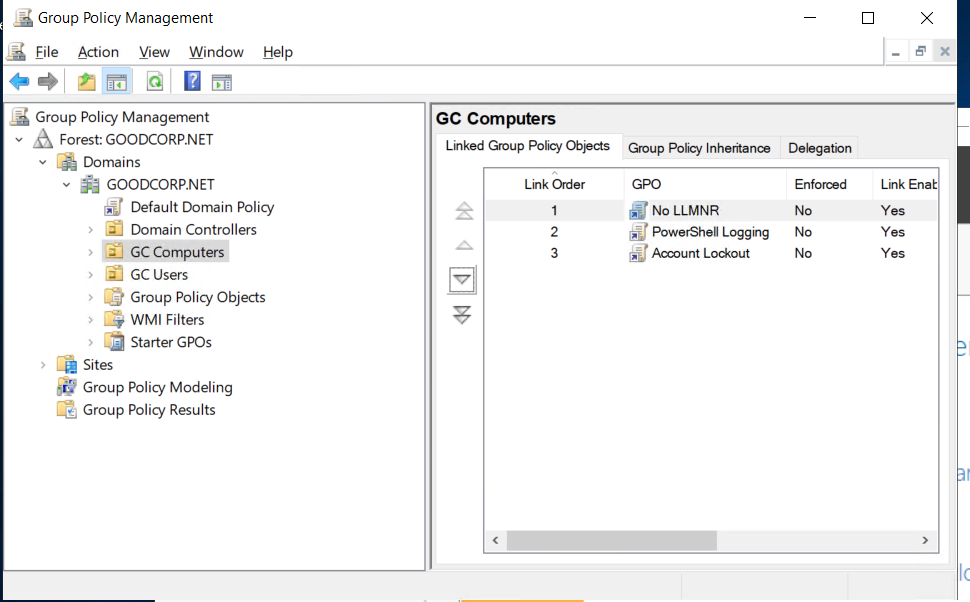 Group Policy Management
File Action View Window Help
Group Policy Management
Forest: GOODCORP.NET
Domains
GOODCORP.NET
Default Domain Policy
Domain Controllers
GC Computers
GC Users
Group Policy Objects
WMI Filters
Starter GPOs
Sites
Group Policy Modeling
Group Policy Results
GC Computers
Linked Group Policy Objects Group Policy Inheritance Delegation
Link Order GPO Enforced Link Enab
1 No LLMNR No Yes
2 PowerShell Logging No Yes
3 Account Lockout No Yes